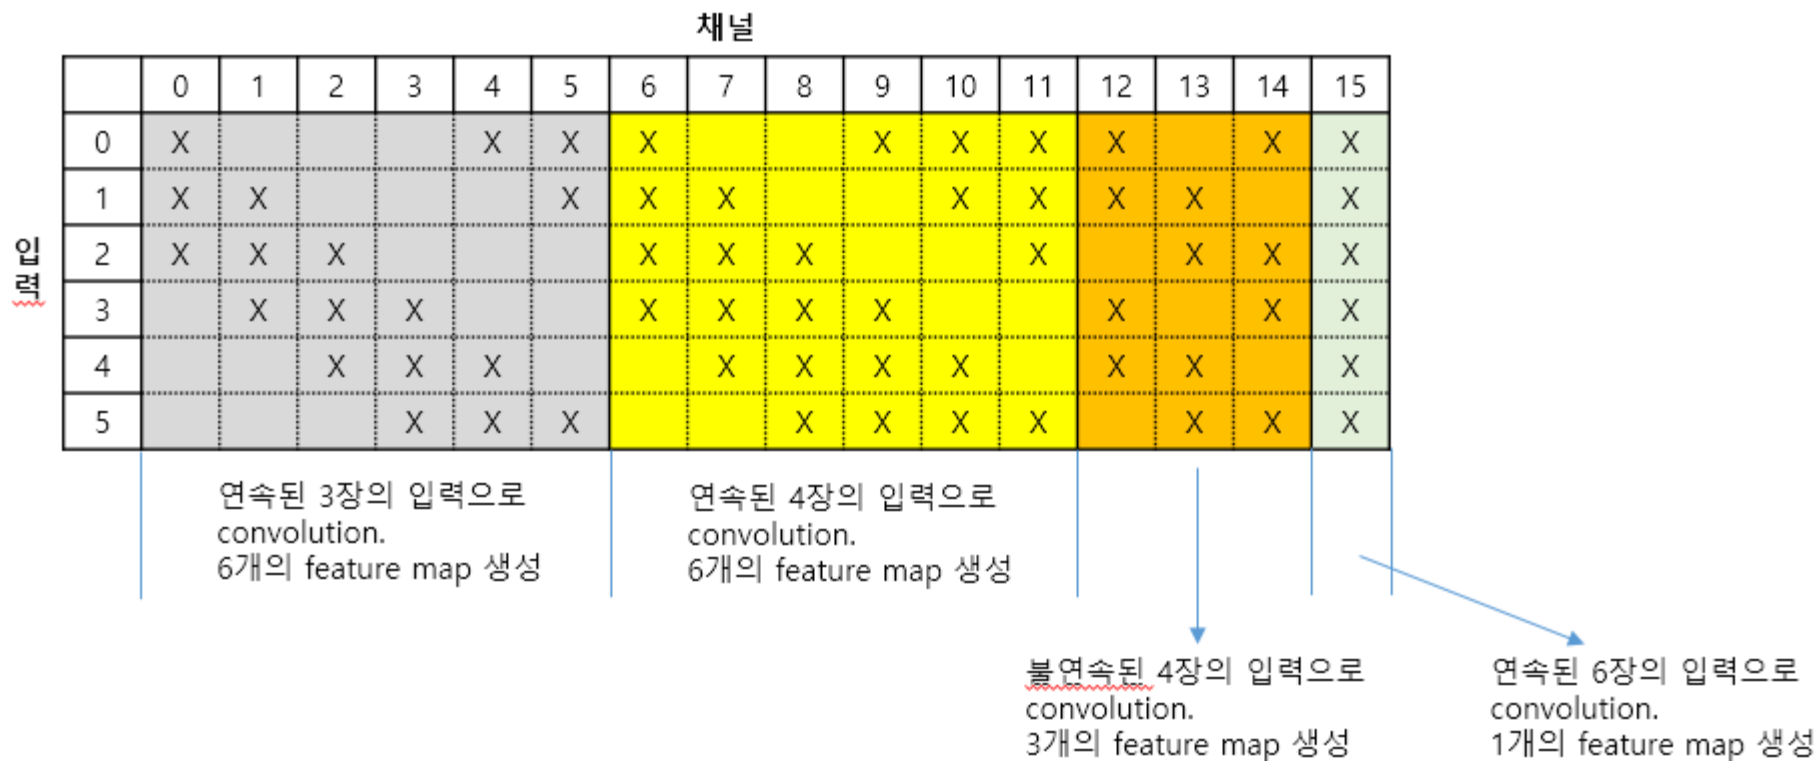 채널
0 1 2 3 4 5 6 7 8 9 10 11 12 13 14 15
0 X X X X X X X X X X
1 X X X X X X X X X X
2 X X X X X X X X X X
3 X X X X X X X X X X
4 X X X X X X X X X X
5 X X X X X X X X X X
입
력
연속된 3장의 입력으로
convolution.
6개의 feature map 생성
연속된 4장의 입력으로
convolution.
6개의 feature map 생성
불연속된 4장의 입력으로
convolution.
3개의 feature map 생성
연속된 6장의 입력으로
convolution.
1개의 feature map 생성